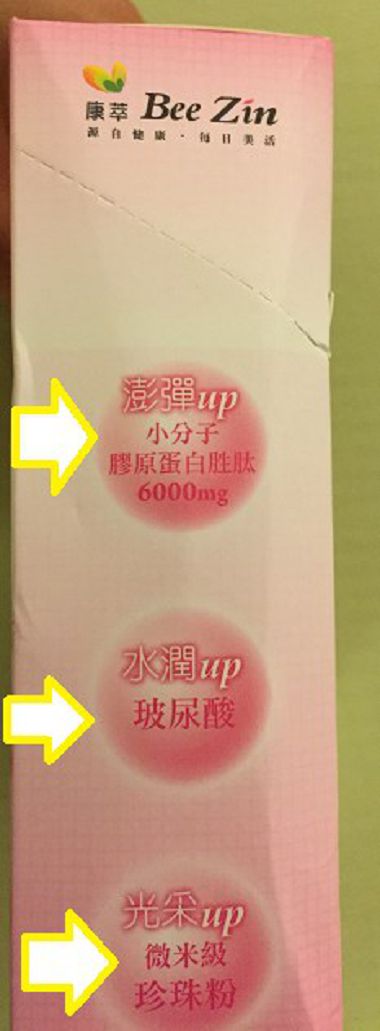 康萃 Bee Zin
源自健康・每日美活
澎彈up
小分子
膠原蛋白胜肽
6000mg
水潤up
玻尿酸
光采up
微米級
珍珠粉